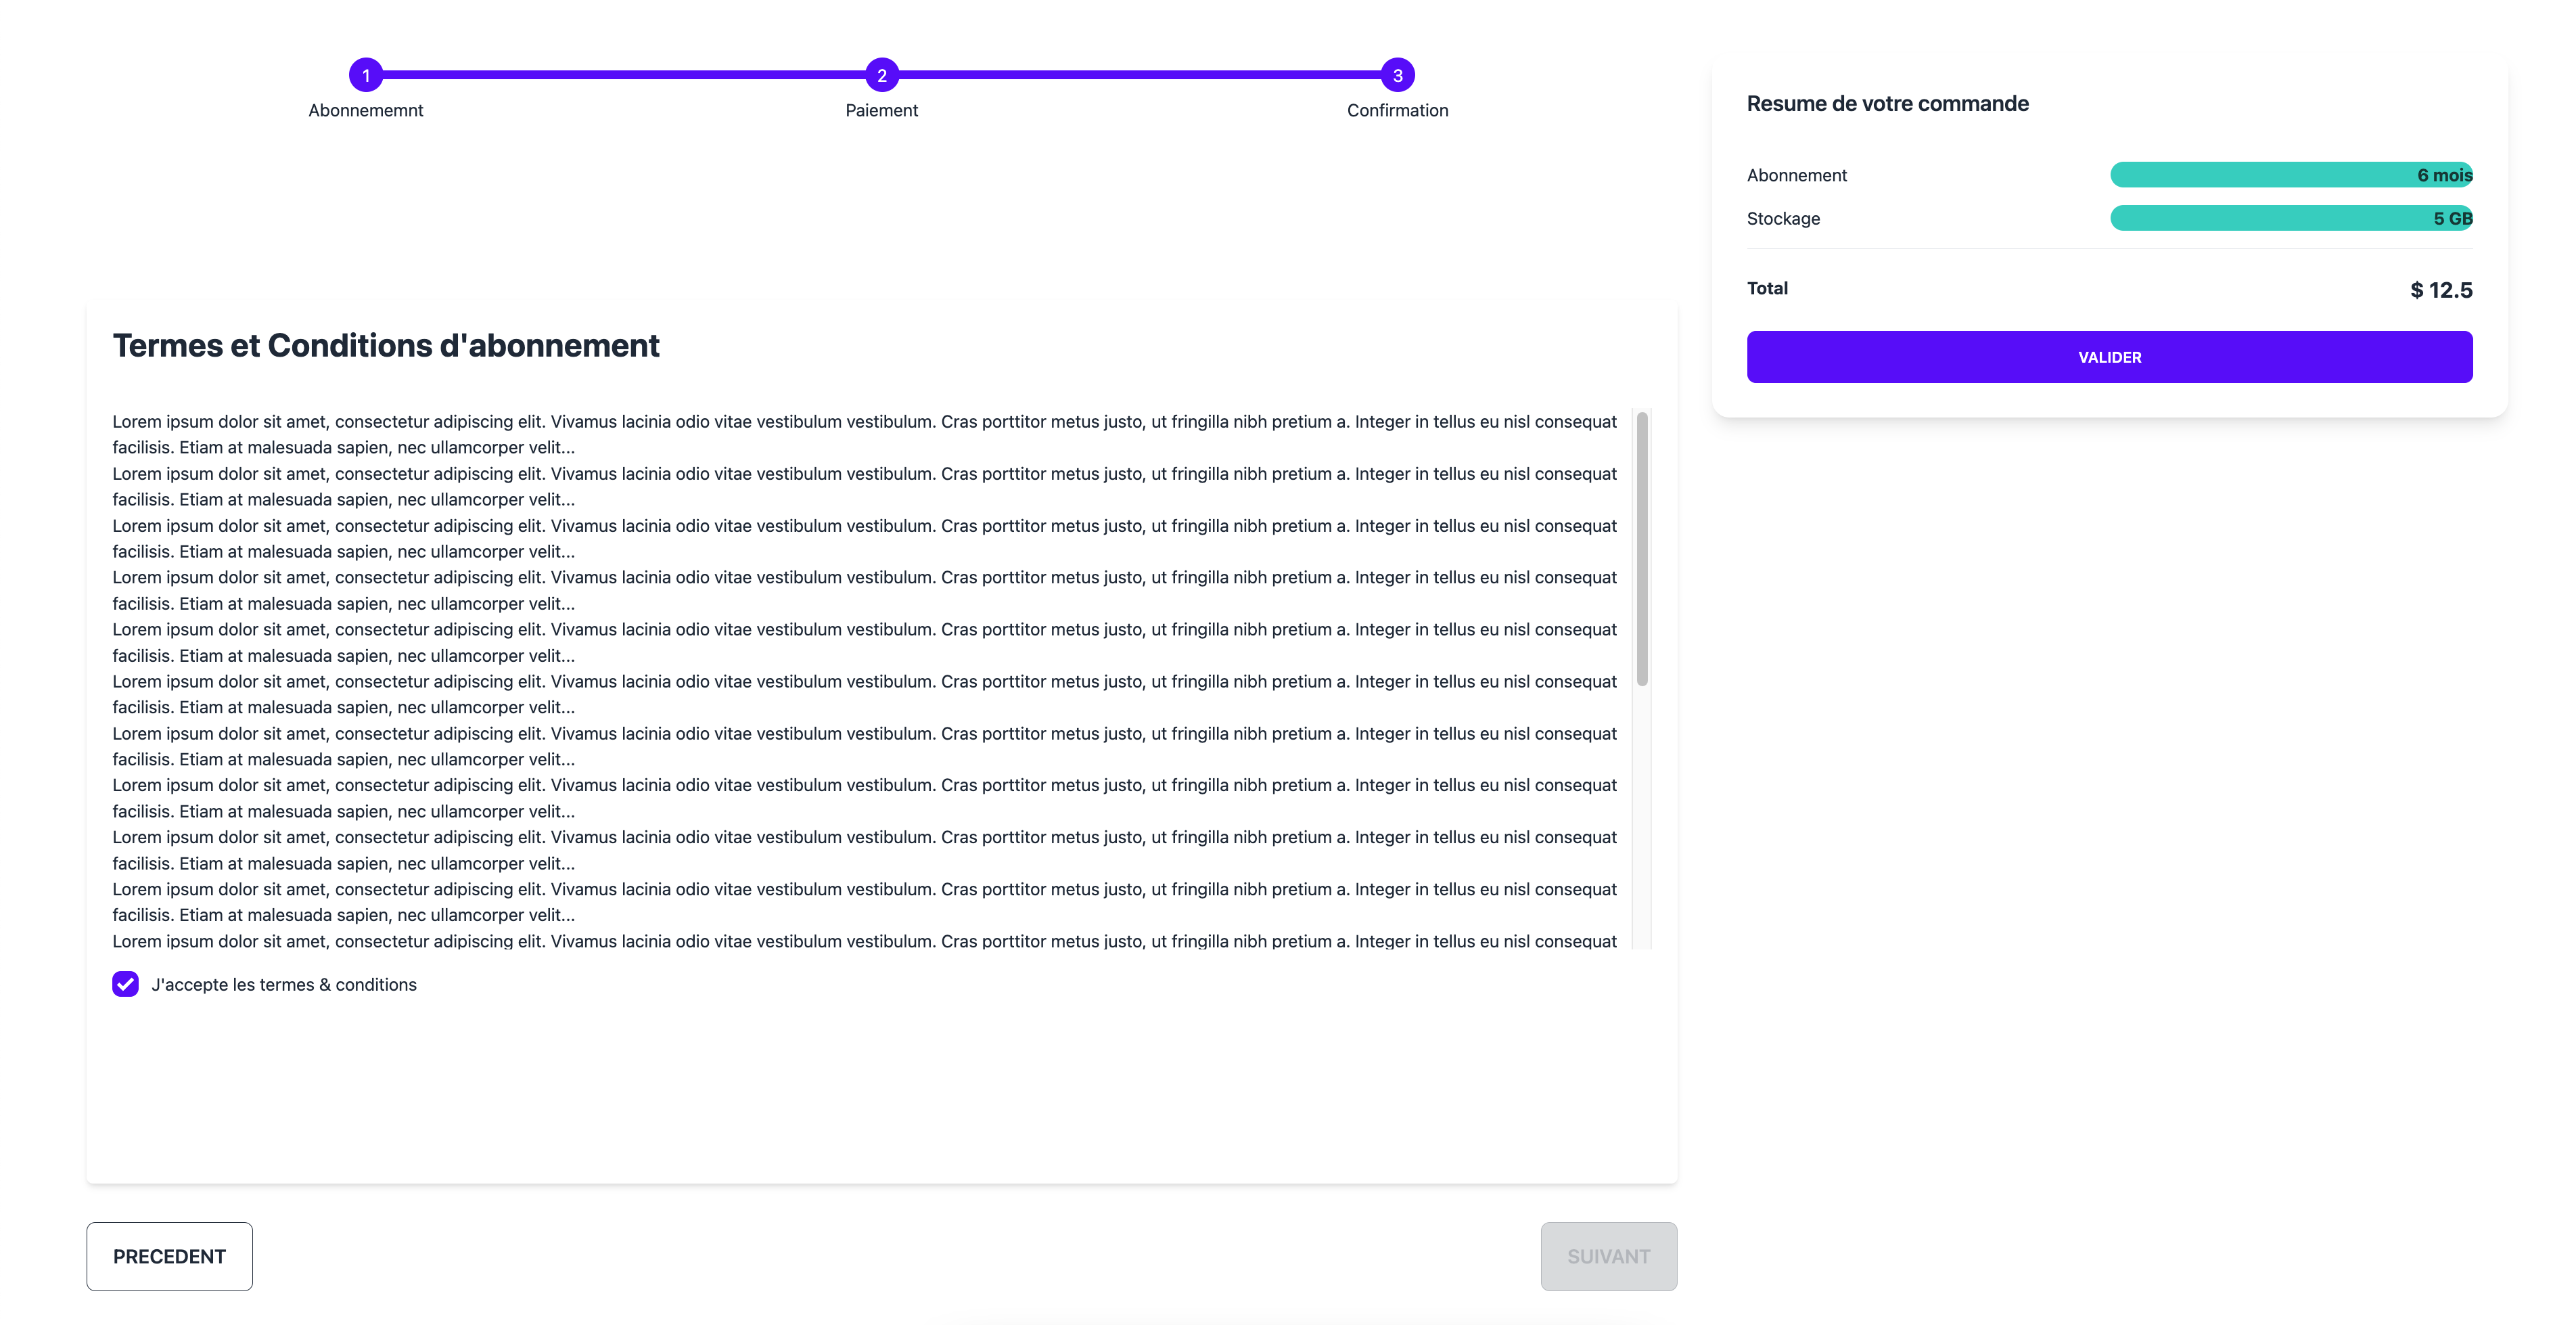 1
2
3
Abonnememnt
Paiement
Confirmation
Termes et Conditions d'abonnement
Lorem ipsum dolor sit amet, consectetur adipiscing elit. Vivamus lacinia odio vitae vestibulum vestibulum. Cras porttitor metus justo, ut fringilla nibh pretium a. Integer in tellus eu nisl consequat
facilisis. Etiam at malesuada sapien, nec ullamcorper velit...
Lorem ipsum dolor sit amet, consectetur adipiscing elit. Vivamus lacinia odio vitae vestibulum vestibulum. Cras porttitor metus justo, ut fringilla nibh pretium a. Integer in tellus eu nisl consequat
facilisis. Etiam at malesuada sapien, nec ullamcorper velit...
Lorem ipsum dolor sit amet, consectetur adipiscing elit. Vivamus lacinia odio vitae vestibulum vestibulum. Cras porttitor metus justo, ut fringilla nibh pretium a. Integer in tellus eu nisl consequat
facilisis. Etiam at malesuada sapien, nec ullamcorper velit...
Lorem ipsum dolor sit amet, consectetur adipiscing elit. Vivamus lacinia odio vitae vestibulum vestibulum. Cras porttitor metus justo, ut fringilla nibh pretium a. Integer in tellus eu nisl consequat
facilisis. Etiam at malesuada sapien, nec ullamcorper velit...
Lorem ipsum dolor sit amet, consectetur adipiscing elit. Vivamus lacinia odio vitae vestibulum vestibulum. Cras porttitor metus justo, ut fringilla nibh pretium a. Integer in tellus eu nisl consequat
facilisis. Etiam at malesuada sapien, nec ullamcorper velit...
Lorem ipsum dolor sit amet, consectetur adipiscing elit. Vivamus lacinia odio vitae vestibulum vestibulum. Cras porttitor metus justo, ut fringilla nibh pretium a. Integer in tellus eu nisl consequat
facilisis. Etiam at malesuada sapien, nec ullamcorper velit...
Lorem ipsum dolor sit amet, consectetur adipiscing elit. Vivamus lacinia odio vitae vestibulum vestibulum. Cras porttitor metus justo, ut fringilla nibh pretium a. Integer in tellus eu nisl consequat
facilisis. Etiam at malesuada sapien, nec ullamcorper velit...
Lorem ipsum dolor sit amet, consectetur adipiscing elit. Vivamus lacinia odio vitae vestibulum vestibulum. Cras porttitor metus justo, ut fringilla nibh pretium a. Integer in tellus eu nisl consequat
facilisis. Etiam at malesuada sapien, nec ullamcorper velit...
Lorem ipsum dolor sit amet, consectetur adipiscing elit. Vivamus lacinia odio vitae vestibulum vestibulum. Cras porttitor metus justo, ut fringilla nibh pretium a. Integer in tellus eu nisl consequat
facilisis. Etiam at malesuada sapien, nec ullamcorper velit...
Lorem ipsum dolor sit amet, consectetur adipiscing elit. Vivamus lacinia odio vitae vestibulum vestibulum. Cras porttitor metus justo, ut fringilla nibh pretium a. Integer in tellus eu nisl consequat
facilisis. Etiam at malesuada sapien, nec ullamcorper velit...
Lorem ipsum dolor sit amet, consectetur adipiscing elit. Vivamus lacinia odio vitae vestibulum vestibulum. Cras porttitor metus justo, ut fringilla nibh pretium a. Integer in tellus eu nisl consequat
J'accepte les termes & conditions
PRECEDENT
SUIVANT
Resume de votre commande
Abonnement 6 mois
Stockage 5 GB
Total $ 12.5
VALIDER